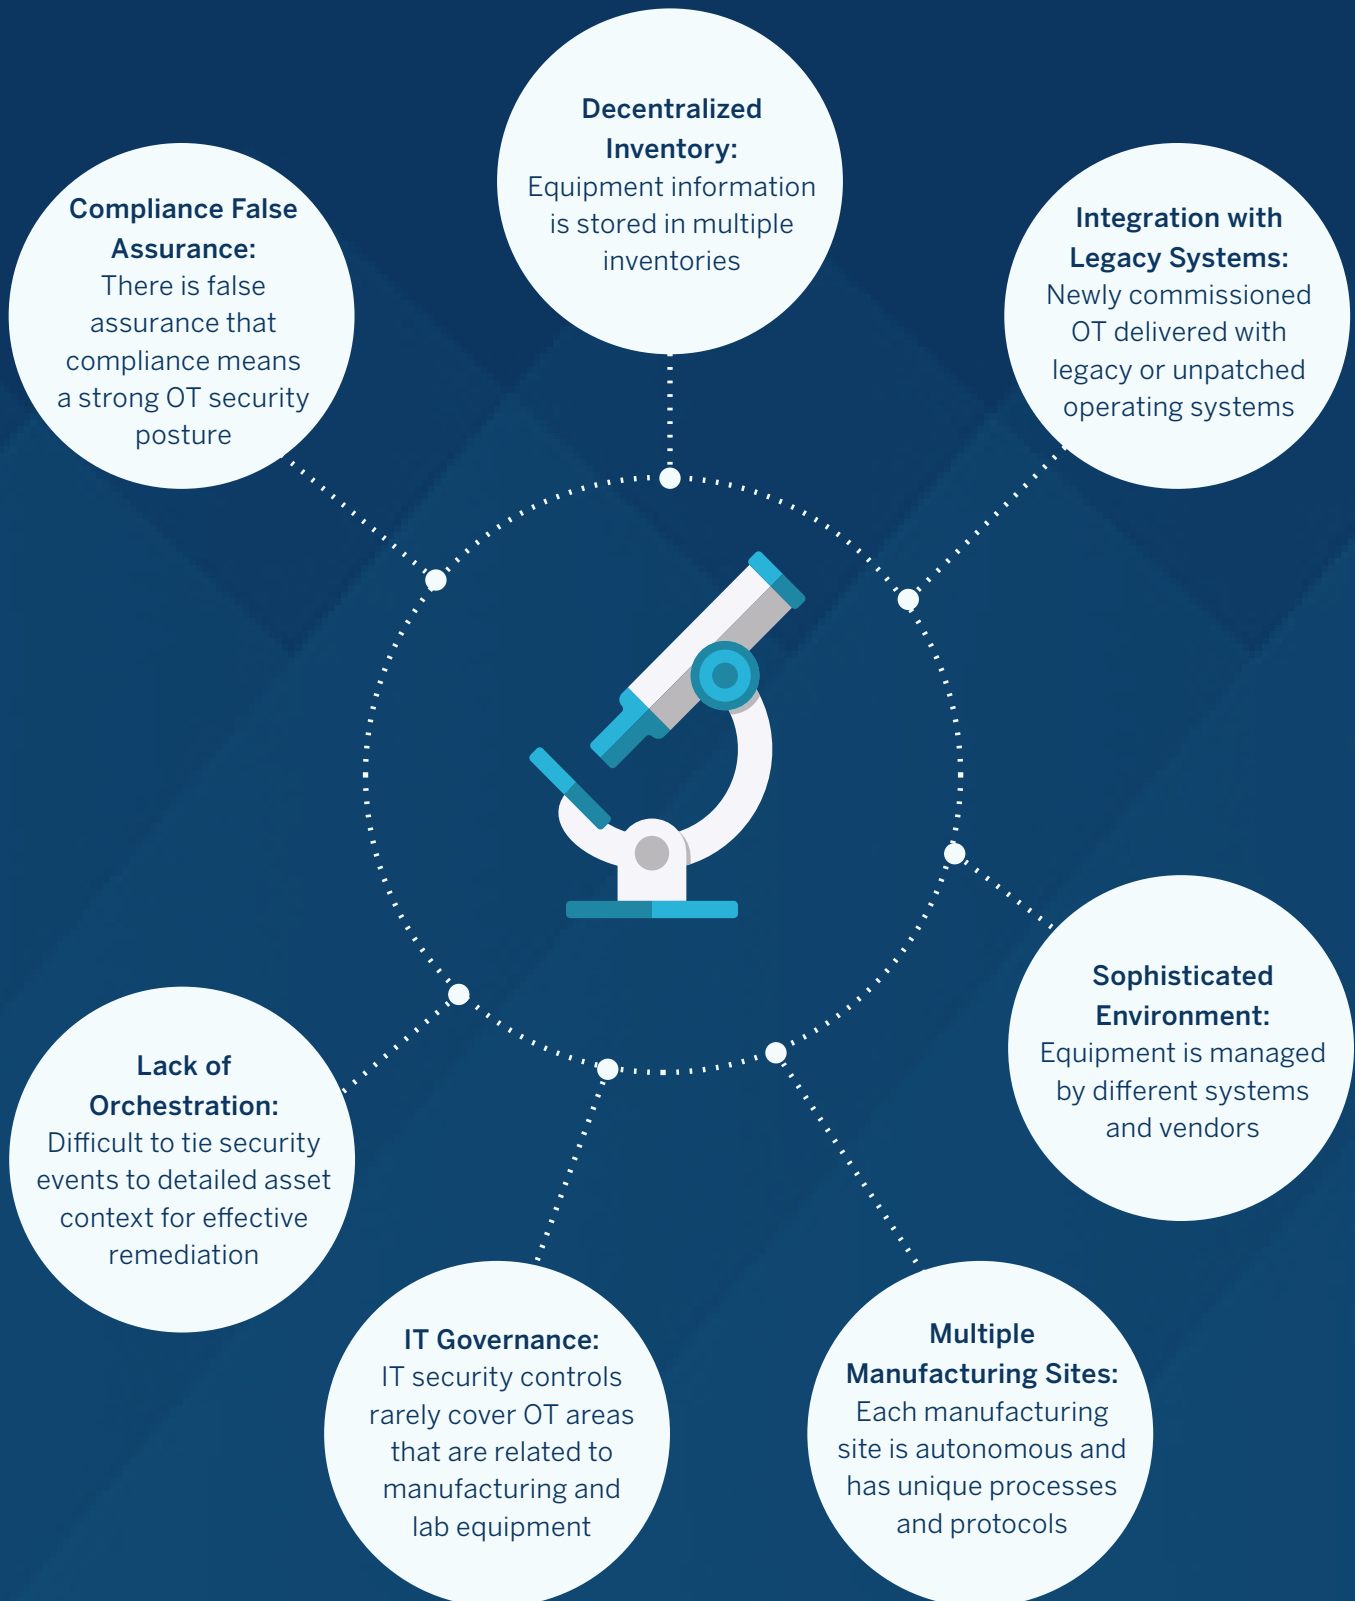 Decentralized
Inventory:
Equipment information
is stored in multiple
inventories
Integration with
Legacy Systems:
Newly commissioned
OT delivered with
legacy or unpatched
operating systems
Sophisticated
Environment:
Equipment is managed
by different systems
and vendors
Multiple
Manufacturing Sites:
Each manufacturing
site is autonomous and
has unique processes
and protocols
IT Governance:
IT security controls
rarely cover OT areas
that are related to
manufacturing and
lab equipment
Lack of
Orchestration:
Difficult to tie security
events to detailed asset
context for effective
remediation
Compliance False
Assurance:
There is false
assurance that
compliance means
a strong OT security
posture